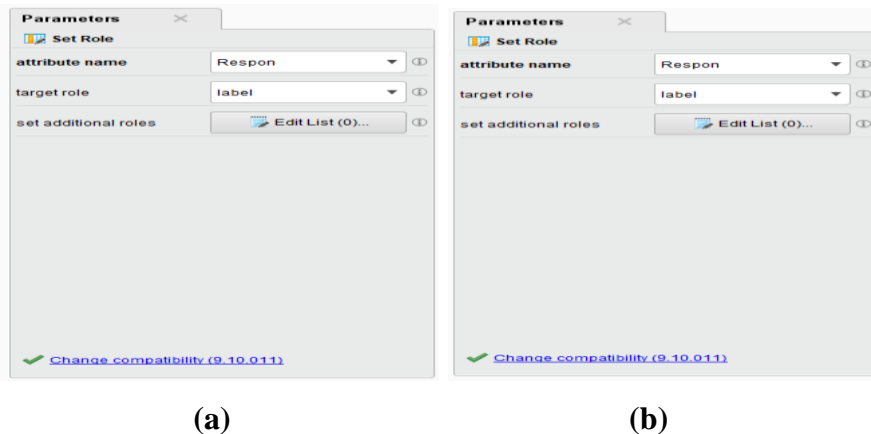 Parameters
Set Role
attribute name Respon
target role label
set additional roles Edit List (0)...
Change compatibility (9.10.011)
(a)
Parameters
Set Role
attribute name Respon
target role label
set additional roles Edit List (0)...
Change compatibility (9.10.011)
(b)